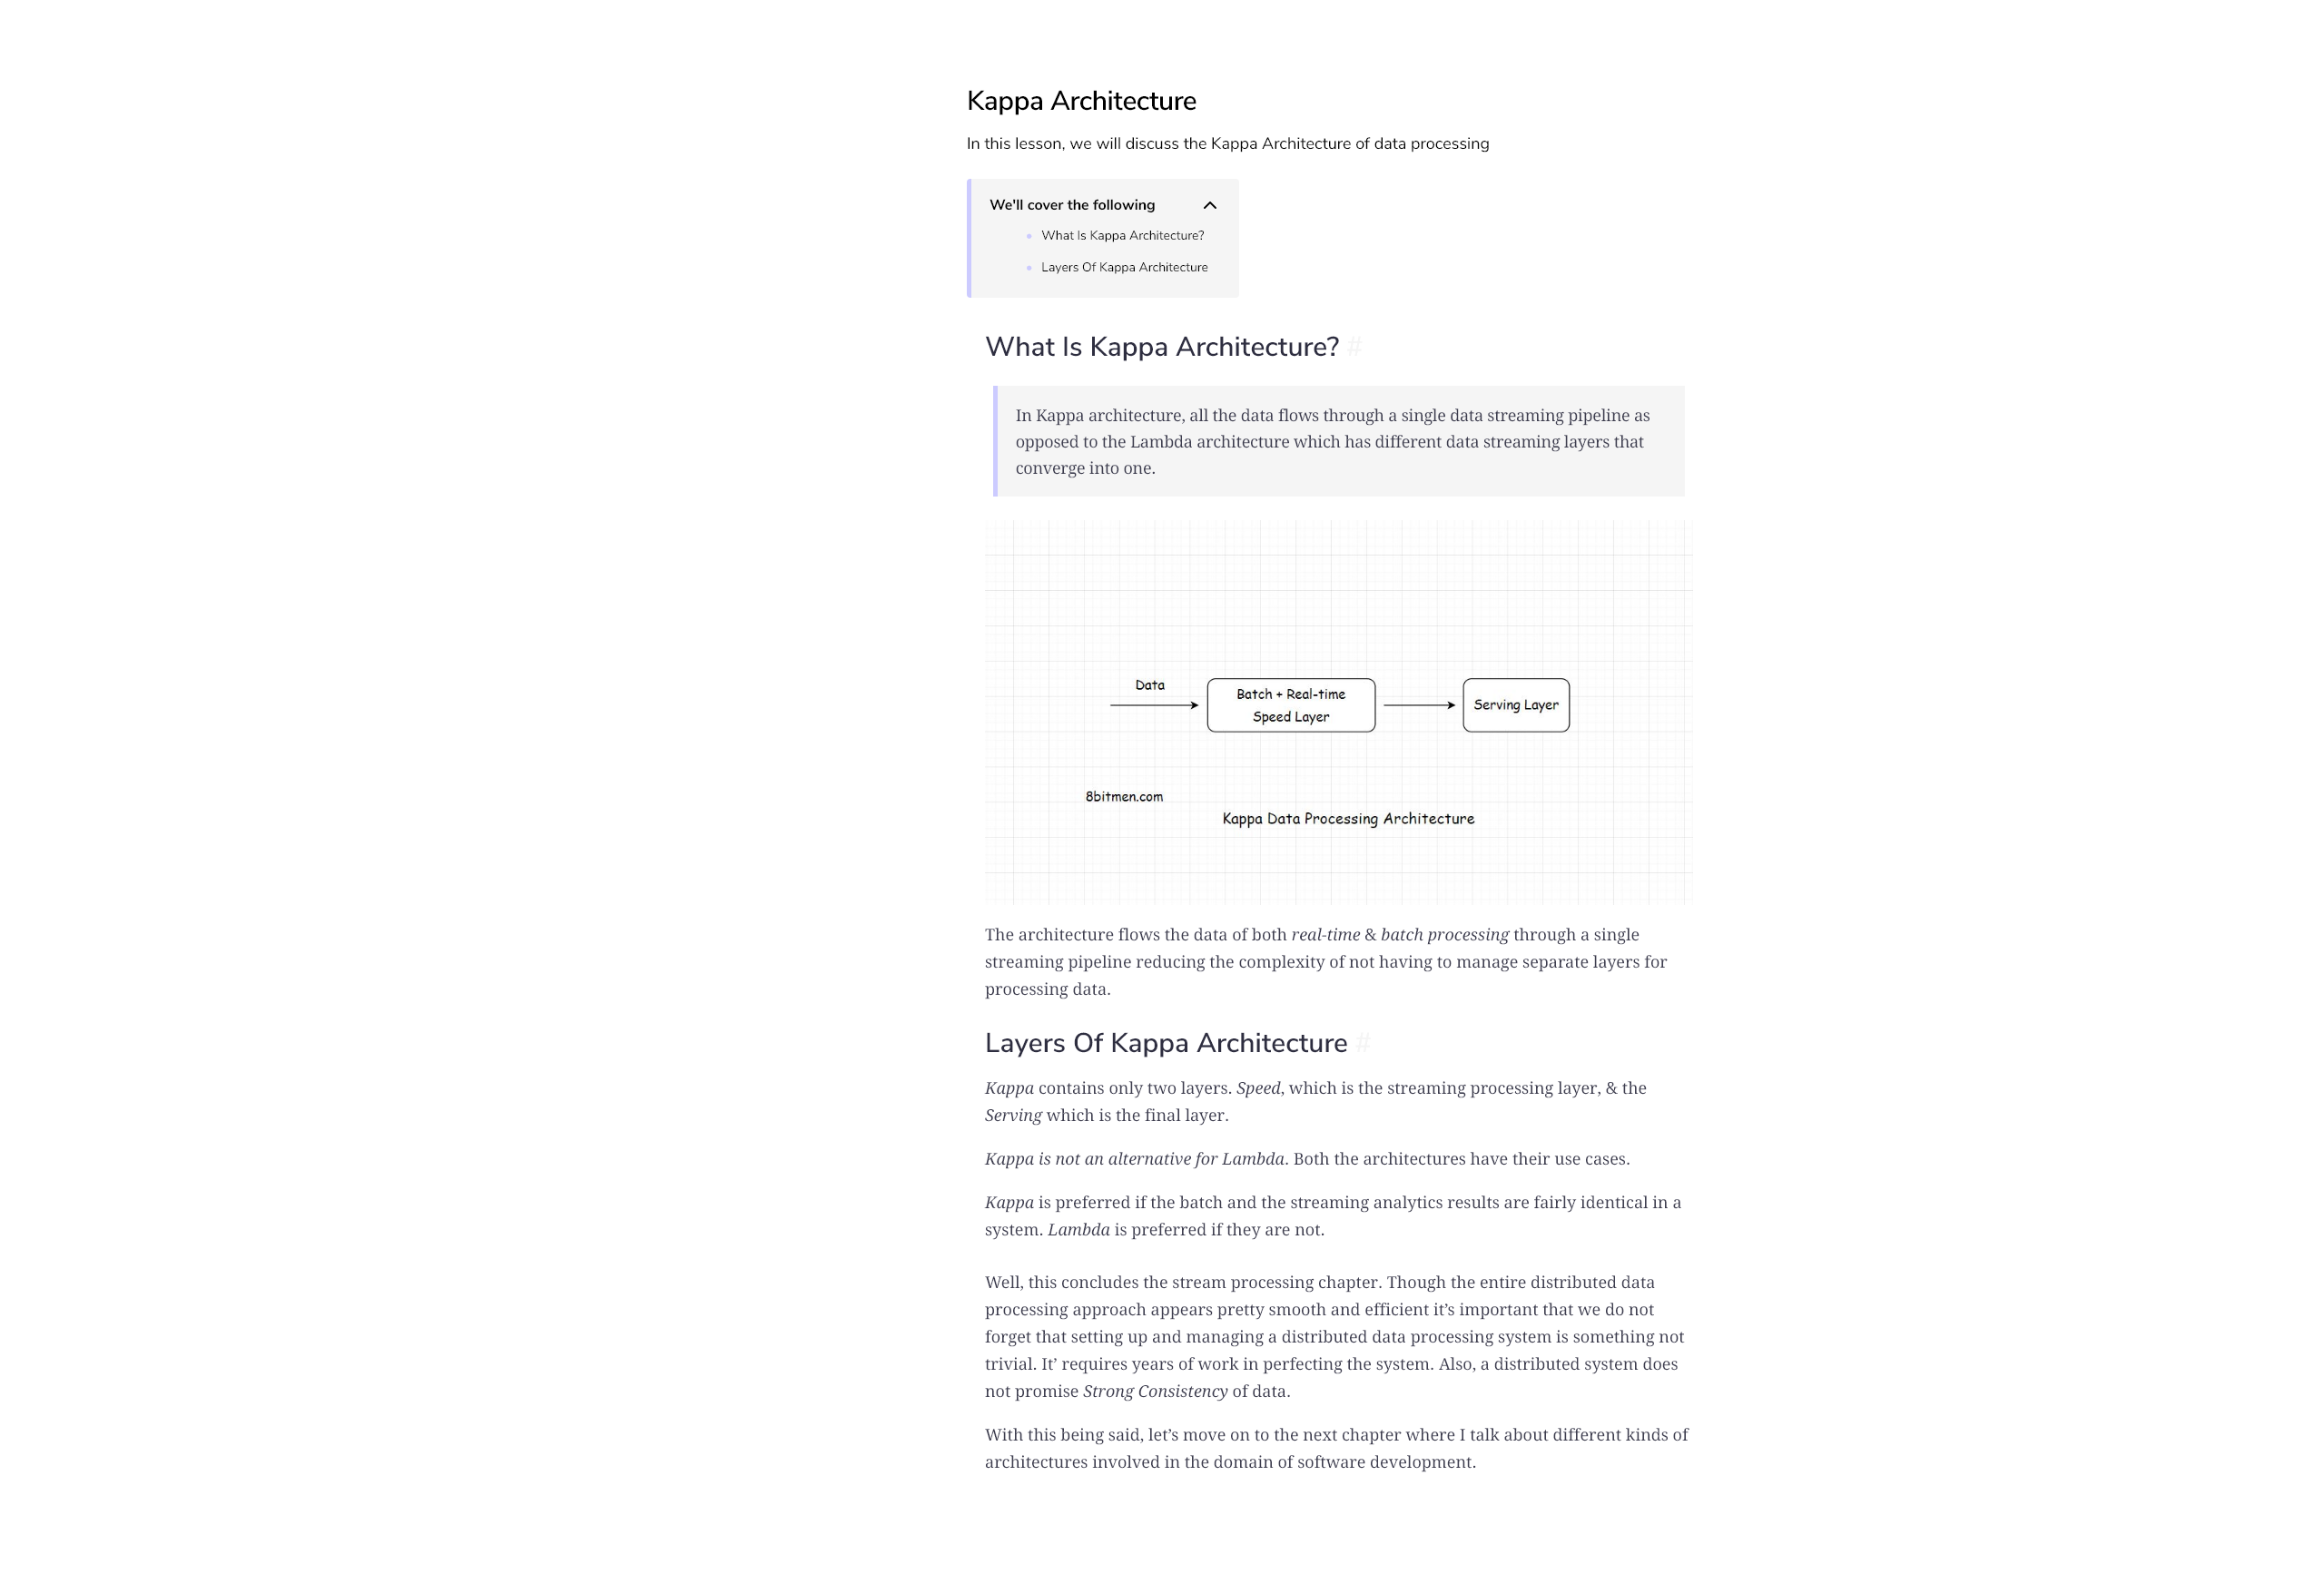 Kappa Architecture
In this lesson, we will discuss the Kappa Architecture of data processing
We'll cover the following
What Is Kappa Architecture?
Layers Of Kappa Architecture
What Is Kappa Architecture? #
In Kappa architecture, all the data flows through a single data streaming pipeline as
opposed to the Lambda architecture which has different data streaming layers that
converge into one.
Data
Batch + Real-time
Speed Layer
Serving Layer
8bitmen.com
Kappa Data Processing Architecture
The architecture flows the data of both real-time & batch processing through a single
streaming pipeline reducing the complexity of not having to manage separate layers for
processing data.
Layers Of Kappa Architecture #
Kappa contains only two layers. Speed, which is the streaming processing layer, & the
Serving which is the final layer.
Kappa is not an alternative for Lambda. Both the architectures have their use cases.
Kappa is preferred if the batch and the streaming analytics results are fairly identical in a
system. Lambda is preferred if they are not.
Well, this concludes the stream processing chapter. Though the entire distributed data
processing approach appears pretty smooth and efficient it’s important that we do not
forget that setting up and managing a distributed data processing system is something not
trivial. It’ requires years of work in perfecting the system. Also, a distributed system does
not promise Strong Consistency of data.
With this being said, let’s move on to the next chapter where I talk about different kinds of
architectures involved in the domain of software development.